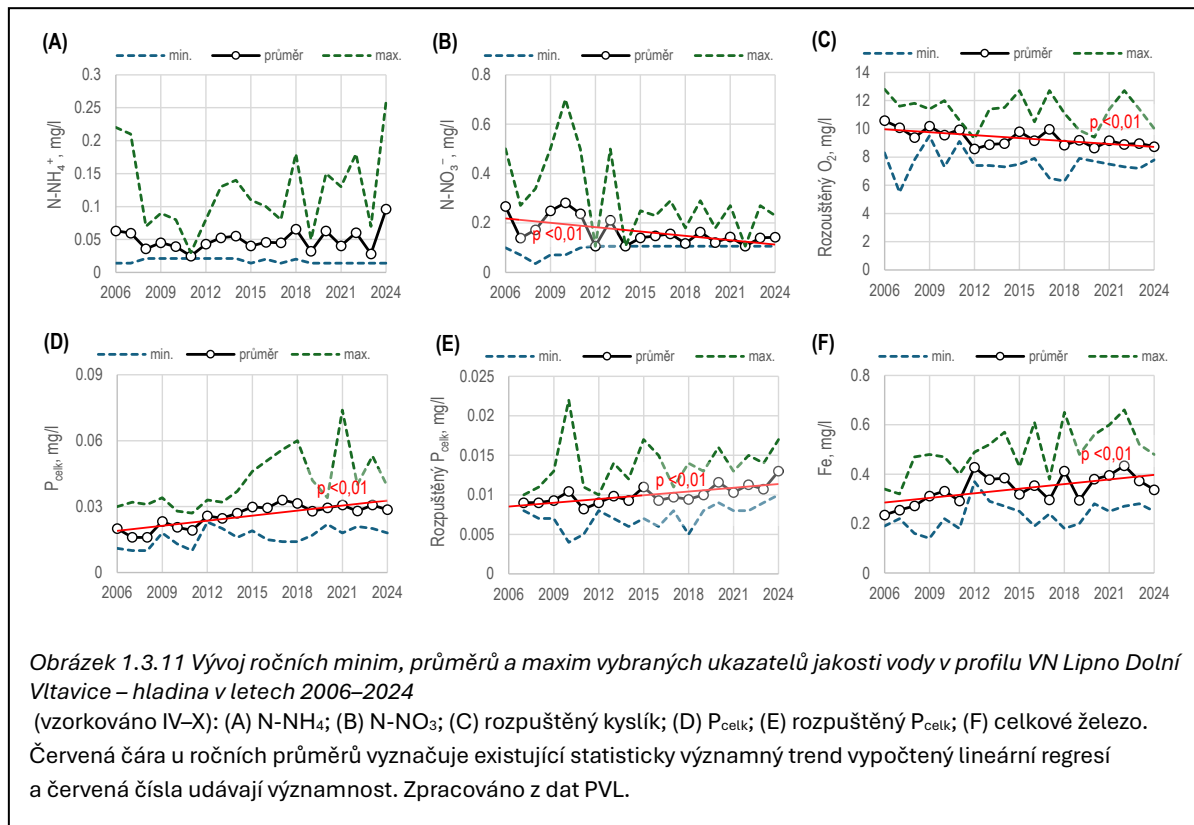 (A)
min. průměr max.
N-NH₄⁺, mg/l
0.3
0.25
0.2
0.15
0.1
0.05
0
2006 2009 2012 2015 2018 2021 2024
(B)
min. průměr max.
N-NO₃⁻, mg/l
0.8
0.6
0.4
0.2
0
p <0,01
2006 2009 2012 2015 2018 2021 2024
(C)
min. průměr max.
Rozouštěný O₂, mg/l
14
12
10
8
6
4
2
0
p <0,01
2006 2009 2012 2015 2018 2021 2024
(D)
min. průměr max.
P celk, mg/l
0.09
0.06
0.03
0
p <0,01
2006 2009 2012 2015 2018 2021 2024
(E)
min. průměr max.
Rozpuštěný P celk, mg/l
0.025
0.02
0.015
0.01
0.005
0
p <0,01
2006 2009 2012 2015 2018 2021 2024
(F)
min. průměr max.
Fe, mg/l
0.8
0.6
0.4
0.2
0
p <0,01
2006 2009 2012 2015 2018 2021 2024
Obrázek 1.3.11 Vývoj ročních minim, průměrů a maxim vybraných ukazatelů jakosti vody v profilu VN Lipno Dolní
Vltavice – hladina v letech 2006–2024
(vzorkováno IV–X): (A) N-NH₄; (B) N-NO₃; (C) rozpuštěný kyslík; (D) P celk; (E) rozpuštěný P celk; (F) celkové železo.
Červená čára u ročních průměrů vyznačuje existující statisticky významný trend vypočtený lineární regresí
a červená čísla udávají významnost. Zpracováno z dat PVL.